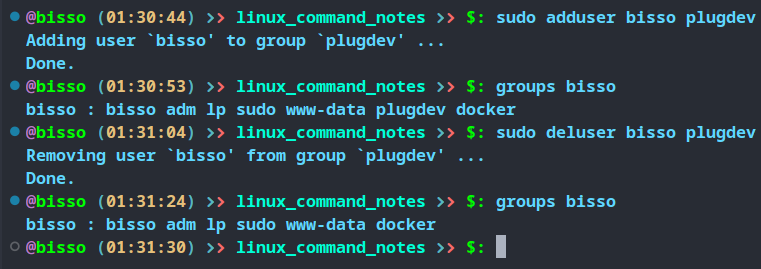 @bisso (01:30:44) >> linux_command_notes >> $: sudo adduser bisso plugdev
Adding user `bisso' to group `plugdev' ...
Done.
@bisso (01:30:53) >> linux_command_notes >> $: groups bisso
bisso : bisso adm lp sudo www-data plugdev docker
@bisso (01:31:04) >> linux_command_notes >> $: sudo deluser bisso plugdev
Removing user `bisso' from group `plugdev' ...
Done.
@bisso (01:31:24) >> linux_command_notes >> $: groups bisso
bisso : bisso adm lp sudo www-data docker
@bisso (01:31:30) >> linux_command_notes >> $: